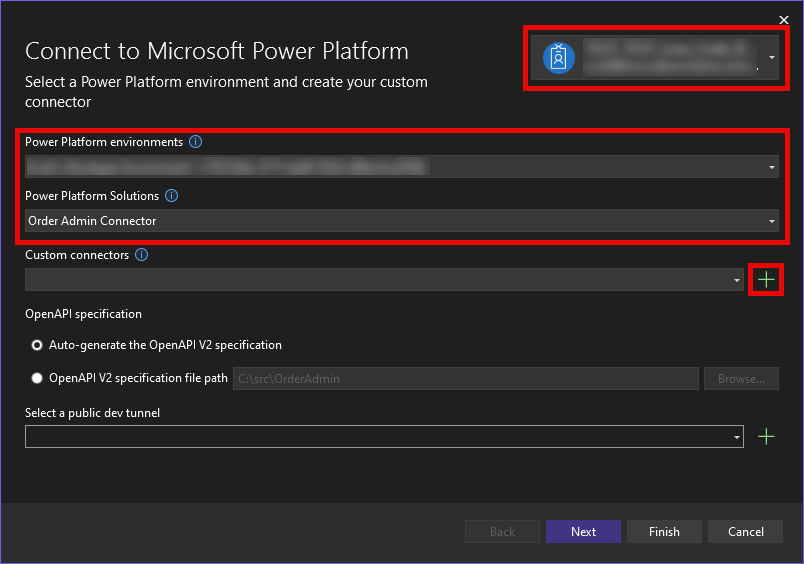 Connect to Microsoft Power Platform
Select a Power Platform environment and create your custom
connector
Power Platform environments
Power Platform Solutions
Order Admin Connector
Custom connectors
OpenAPI specification
Auto-generate the OpenAPI V2 specification
OpenAPI V2 specification file path C:\src\OrderAdmin Browse...
Select a public dev tunnel
Back Next Finish Cancel